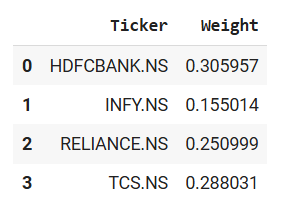 Ticker Weight
0 HDFCBANK.NS 0.305957
1 INFY.NS 0.155014
2 RELIANCE.NS 0.250999
3 TCS.NS 0.288031